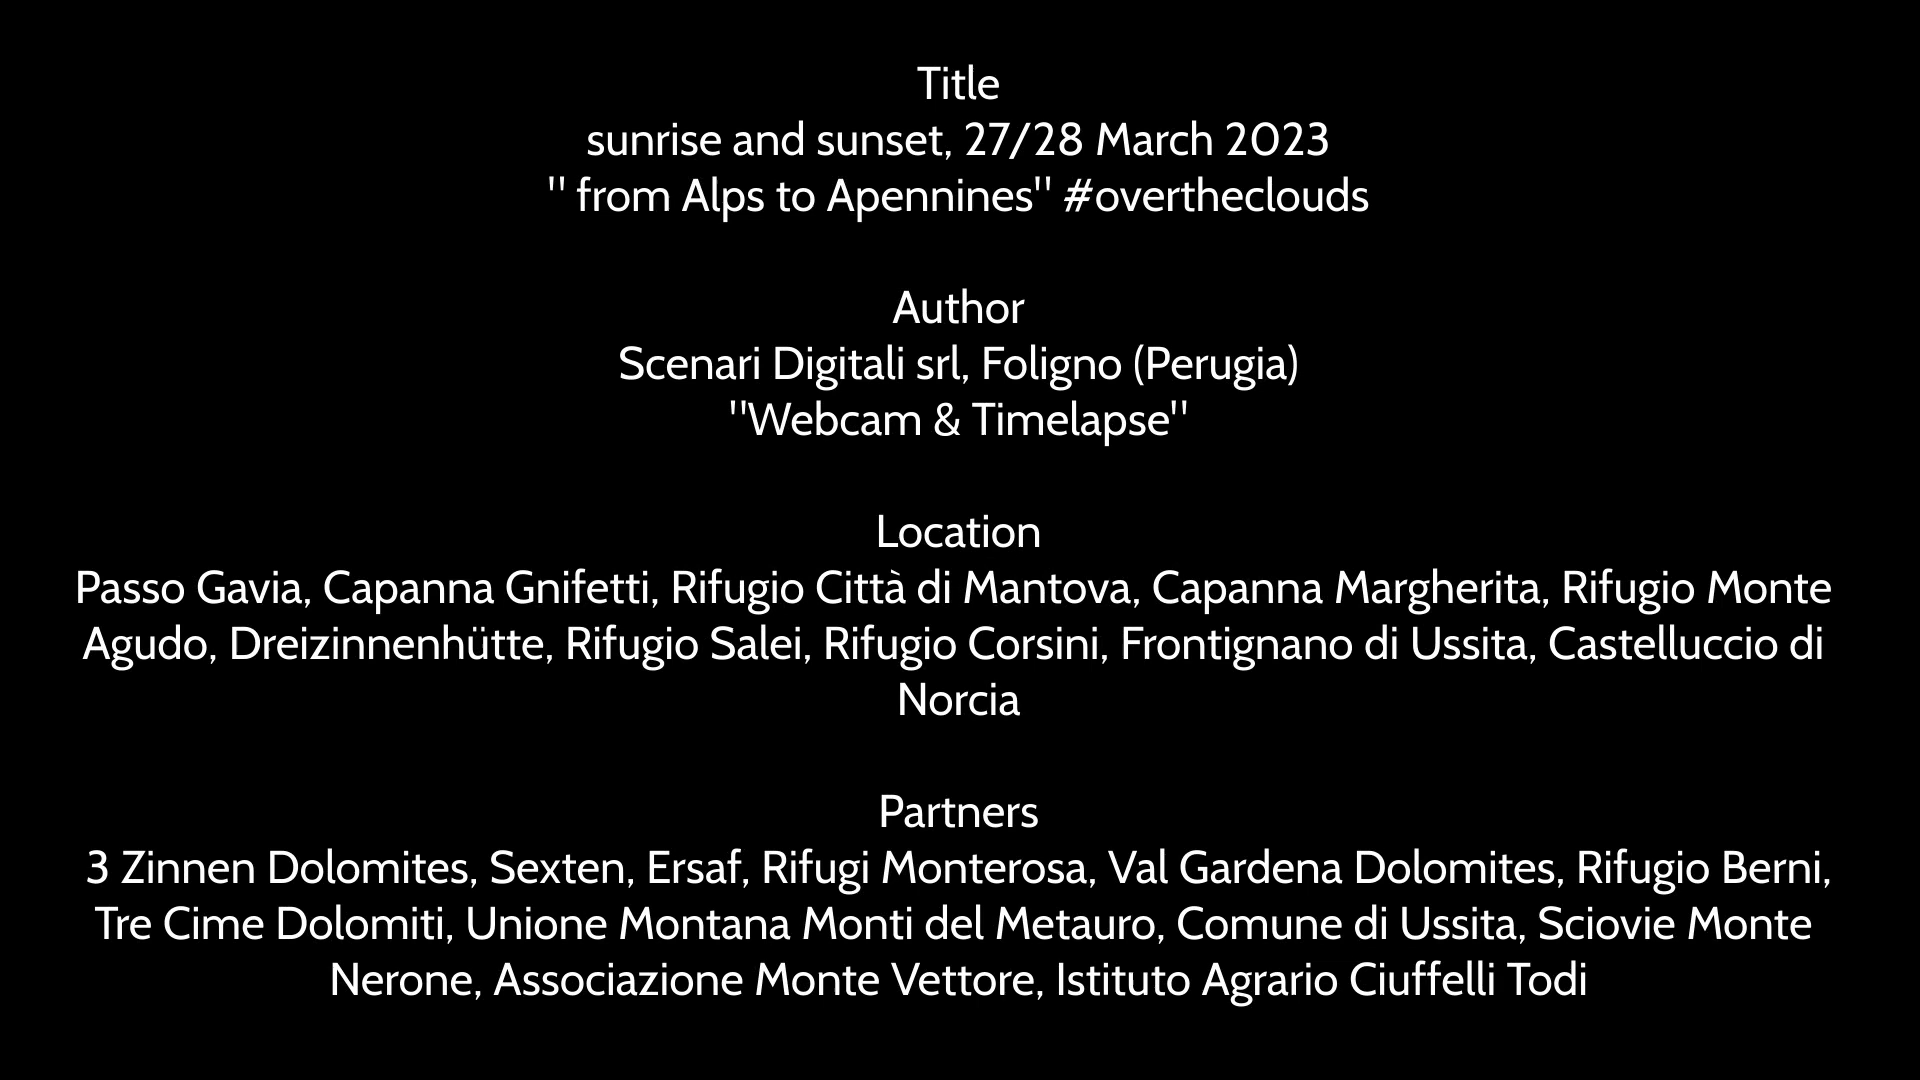 Title
sunrise and sunset, 27/28 March 2023
" from Alps to Apennines" #overtheclouds
Author
Scenari Digitali srl, Foligno (Perugia)
"Webcam & Timelapse"
Location
Passo Gavia, Capanna Gnifetti, Rifugio Città di Mantova, Capanna Margherita, Rifugio Monte
Agudo, Dreizinnenhütte, Rifugio Salei, Rifugio Corsini, Frontignano di Ussita, Castelluccio di
Norcia
Partners
3 Zinnen Dolomites, Sexten, Ersaf, Rifugi Monterosa, Val Gardena Dolomites, Rifugio Berni,
Tre Cime Dolomiti, Unione Montana Monti del Metauro, Comune di Ussita, Sciovie Monte
Nerone, Associazione Monte Vettore, Istituto Agrario Ciuffelli Todi